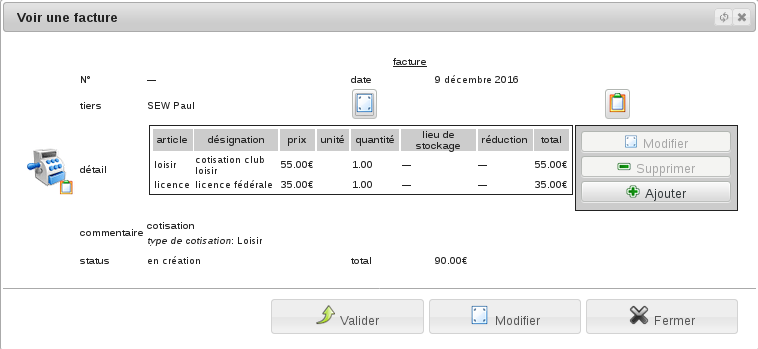 Voir une facture
facture
N° — date 9 décembre 2016
tiers SEW Paul
article désignation prix unité quantité lieu de stockage réduction total
détail
loisir cotisation club loisir 55.00€ 1.00 — — 55.00€
licence licence fédérale 35.00€ 1.00 — — 35.00€
Modifier
Supprimer
Ajouter
commentaire cotisation
type de cotisation: Loisir
status en création total 90.00€
Valider Modifier Fermer